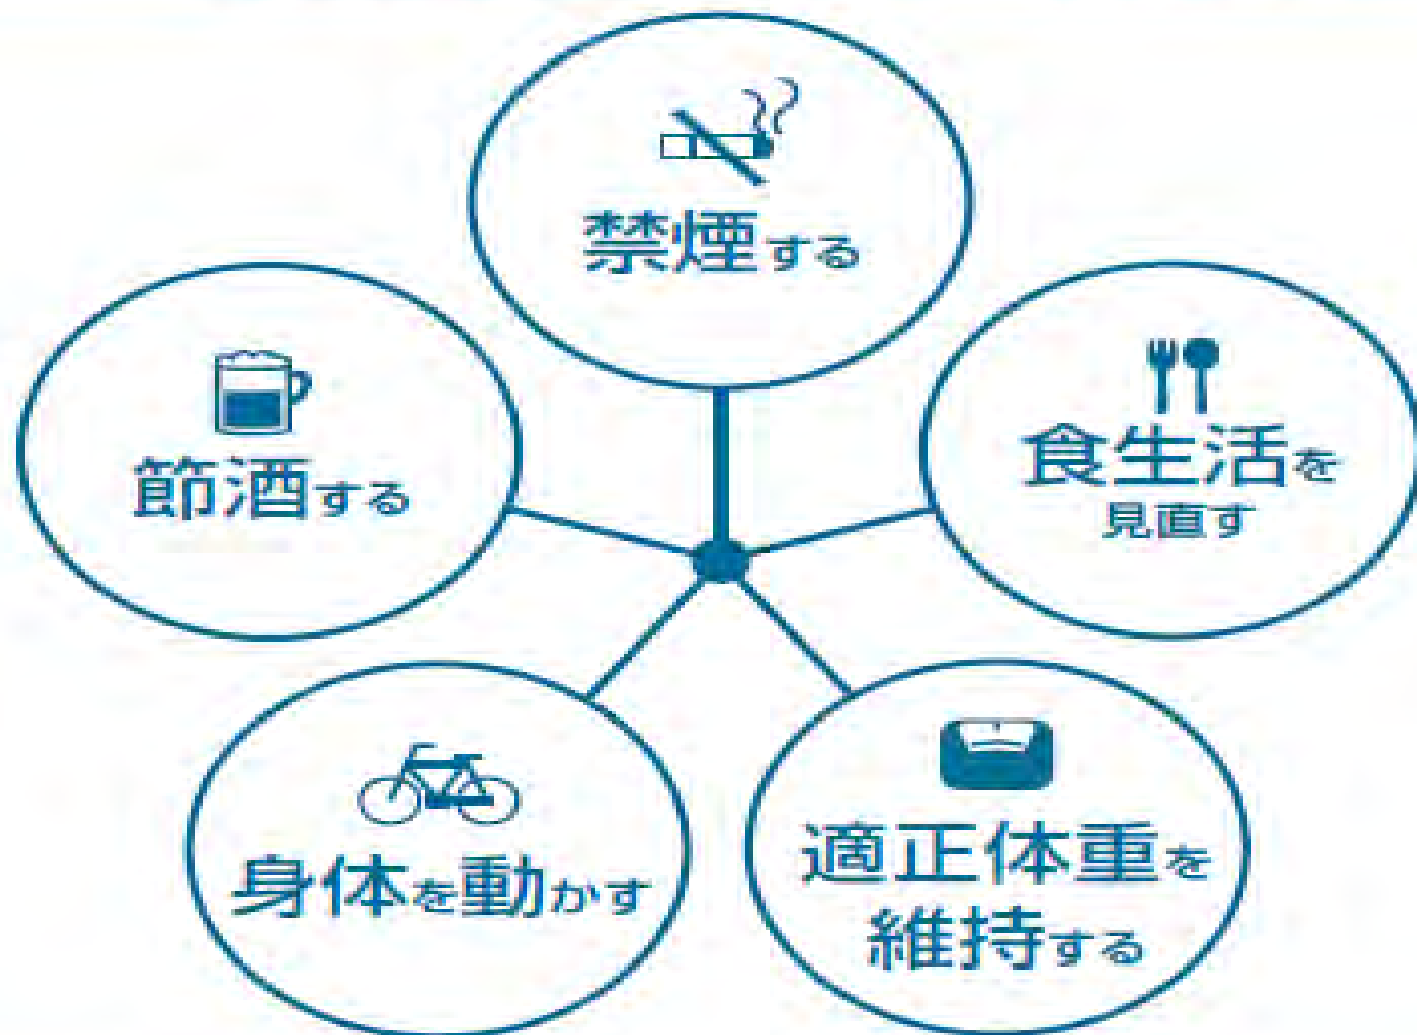 禁煙する
節酒する
食生活を
見直す
身体を動かす
適正体重を
維持する